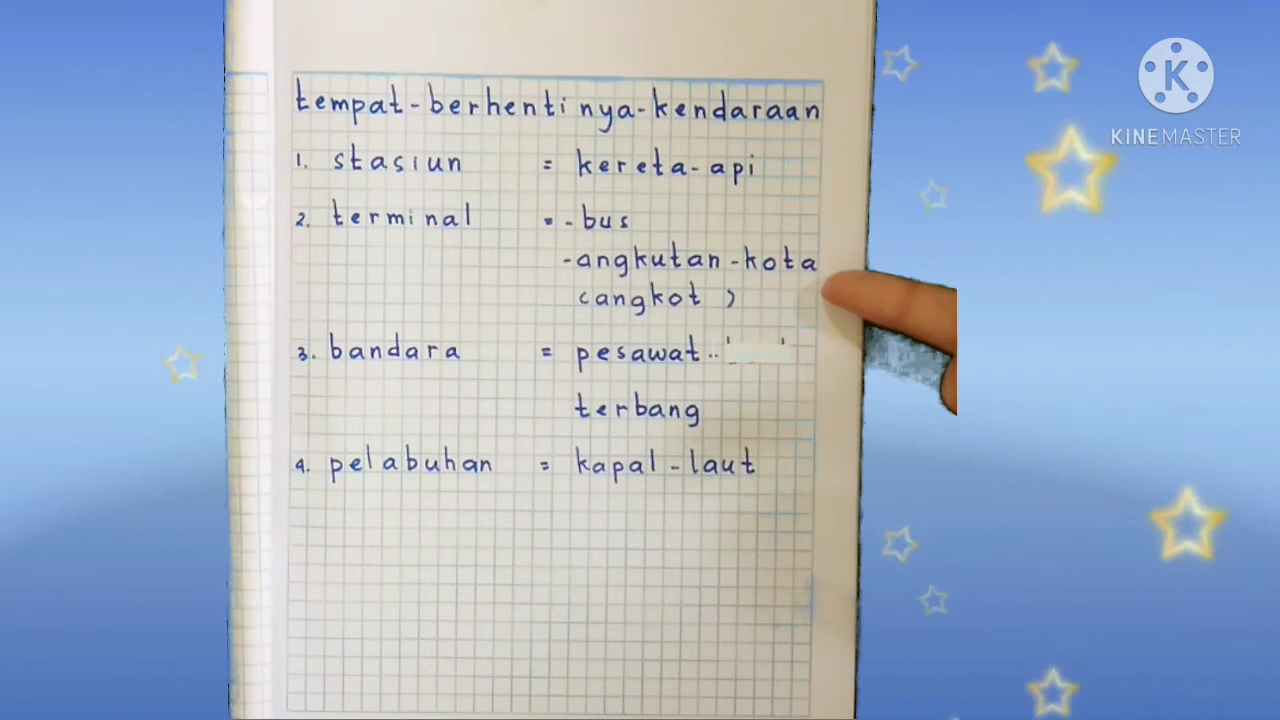 tempat-berhentinya-kendaraan
1. stasiun = kereta-api
2. terminal = -bus
-angkutan-kota
(angkot )
3. bandara = pesawat..
terbang
4. pelabuhan = kapal-laut
K
KINEMASTER